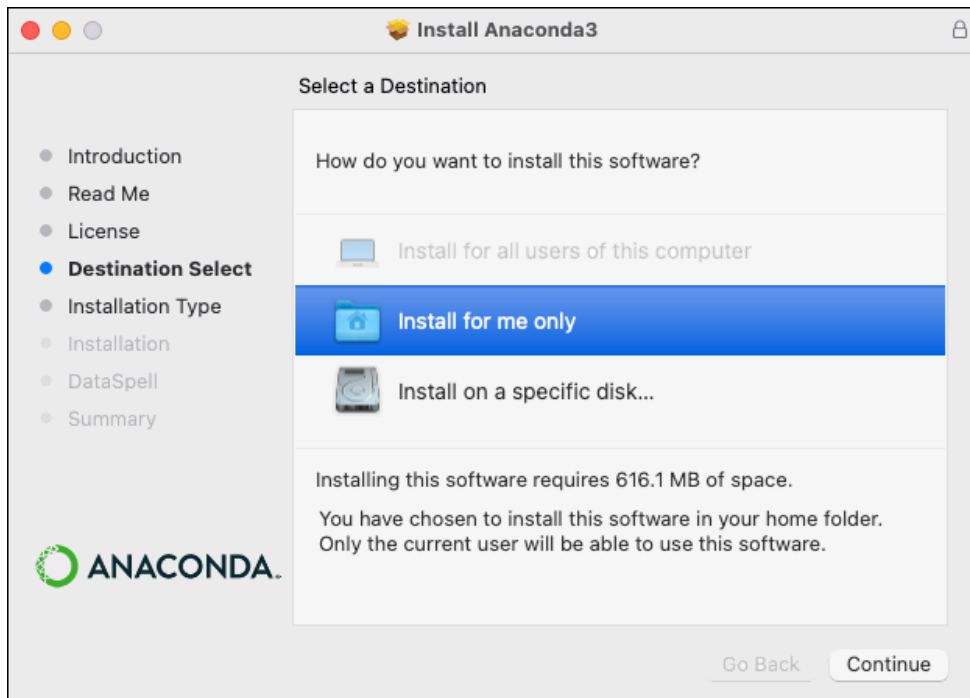 Install Anaconda3
Select a Destination
Introduction
Read Me
License
Destination Select
Installation Type
Installation
DataSpell
Summary
How do you want to install this software?
Install for all users of this computer
Install for me only
Install on a specific disk...
Installing this software requires 616.1 MB of space.
You have chosen to install this software in your home folder.
Only the current user will be able to use this software.
ANACONDA.
Go Back
Continue